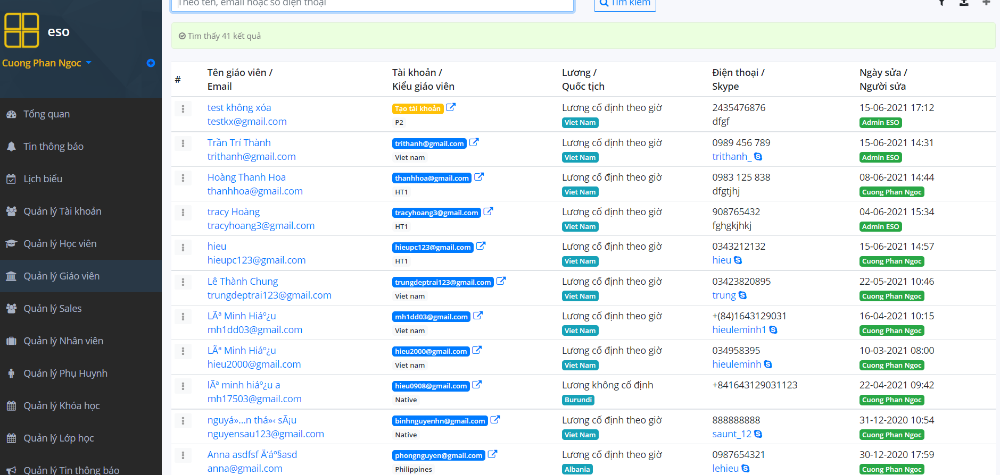 eso
Cuong Phan Ngoc
Tổng quan
Tin thông báo
Lịch biểu
Quản lý Tài khoản
Quản lý Học viên
Quản lý Giáo viên
Quản lý Sales
Quản lý Nhân viên
Quản lý Phụ Huynh
Quản lý Khóa học
Quản lý Lớp học
Quản lý Tin thông báo
Theo tên, email hoặc số điện thoại
Tìm kiếm
Tìm thấy 41 kết quả
# Tên giáo viên / Tài khoản / Lương / Điện thoại / Ngày sửa /
Email Kiểu giáo viên Quốc tịch Skype Người sửa
test không xóa Tạo tài khoản Lương cố định theo giờ 2435476876 15-06-2021 17:12
testkx@gmail.com P2 Viet Nam dfgf Admin ESO
Trần Trí Thành trithanh@gmail.com Lương cố định theo giờ 0989 456 789 15-06-2021 14:31
trithanh@gmail.com Viet nam Viet Nam trithanh_ Admin ESO
Hoàng Thanh Hoa thanhhoa@gmail.com Lương cố định theo giờ 0983 125 838 08-06-2021 14:44
thanhhoa@gmail.com HT1 Viet Nam dfgtjhj Cuong Phan Ngoc
tracy Hoàng tracyhoang3@gmail.com Lương cố định theo giờ 908765432 04-06-2021 15:34
tracyhoang3@gmail.com HT1 Viet Nam fghgkjhkj Admin ESO
hieu hieupc123@gmail.com Lương cố định theo giờ 0343212132 15-06-2021 14:57
hieupc123@gmail.com HT1 Viet Nam hieu Cuong Phan Ngoc
Lê Thành Chung trungdeptrai123@gmail.com Lương cố định theo giờ 03423820895 22-05-2021 10:46
trungdeptrai123@gmail.com Viet nam Viet Nam trung Cuong Phan Ngoc
LÃª Minh Hiáº¿u mh1dd03@gmail.com Lương cố định theo giờ +(84)1643129031 16-04-2021 10:15
mh1dd03@gmail.com Viet nam Viet Nam hieuleminh1 Cuong Phan Ngoc
LÃª Minh Hiáº¿u hieu2000@gmail.com Lương cố định theo giờ 034958395 10-03-2021 08:00
hieu2000@gmail.com Viet nam Viet Nam hieuleminh Cuong Phan Ngoc
lÃª minh hiáº¿u a hieu0908@gmail.com Lương không cố định +841643129031123 22-04-2021 09:42
mh17503@gmail.com Native Burundi Cuong Phan Ngoc
nguyá»…n thá»‹ sÃ¡u binhnguyenhn@gmail.com Lương cố định theo giờ 888888888 31-12-2020 10:54
nguyensau123@gmail.com Native Viet Nam saunt_12 Cuong Phan Ngoc
Anna asdfsf Ä‘áº§asd phongnguyen@gmail.com Lương cố định theo giờ 0987654321 30-12-2020 17:59
anna@gmail.com Philippines Albania lehieu Cuong Phan Ngoc